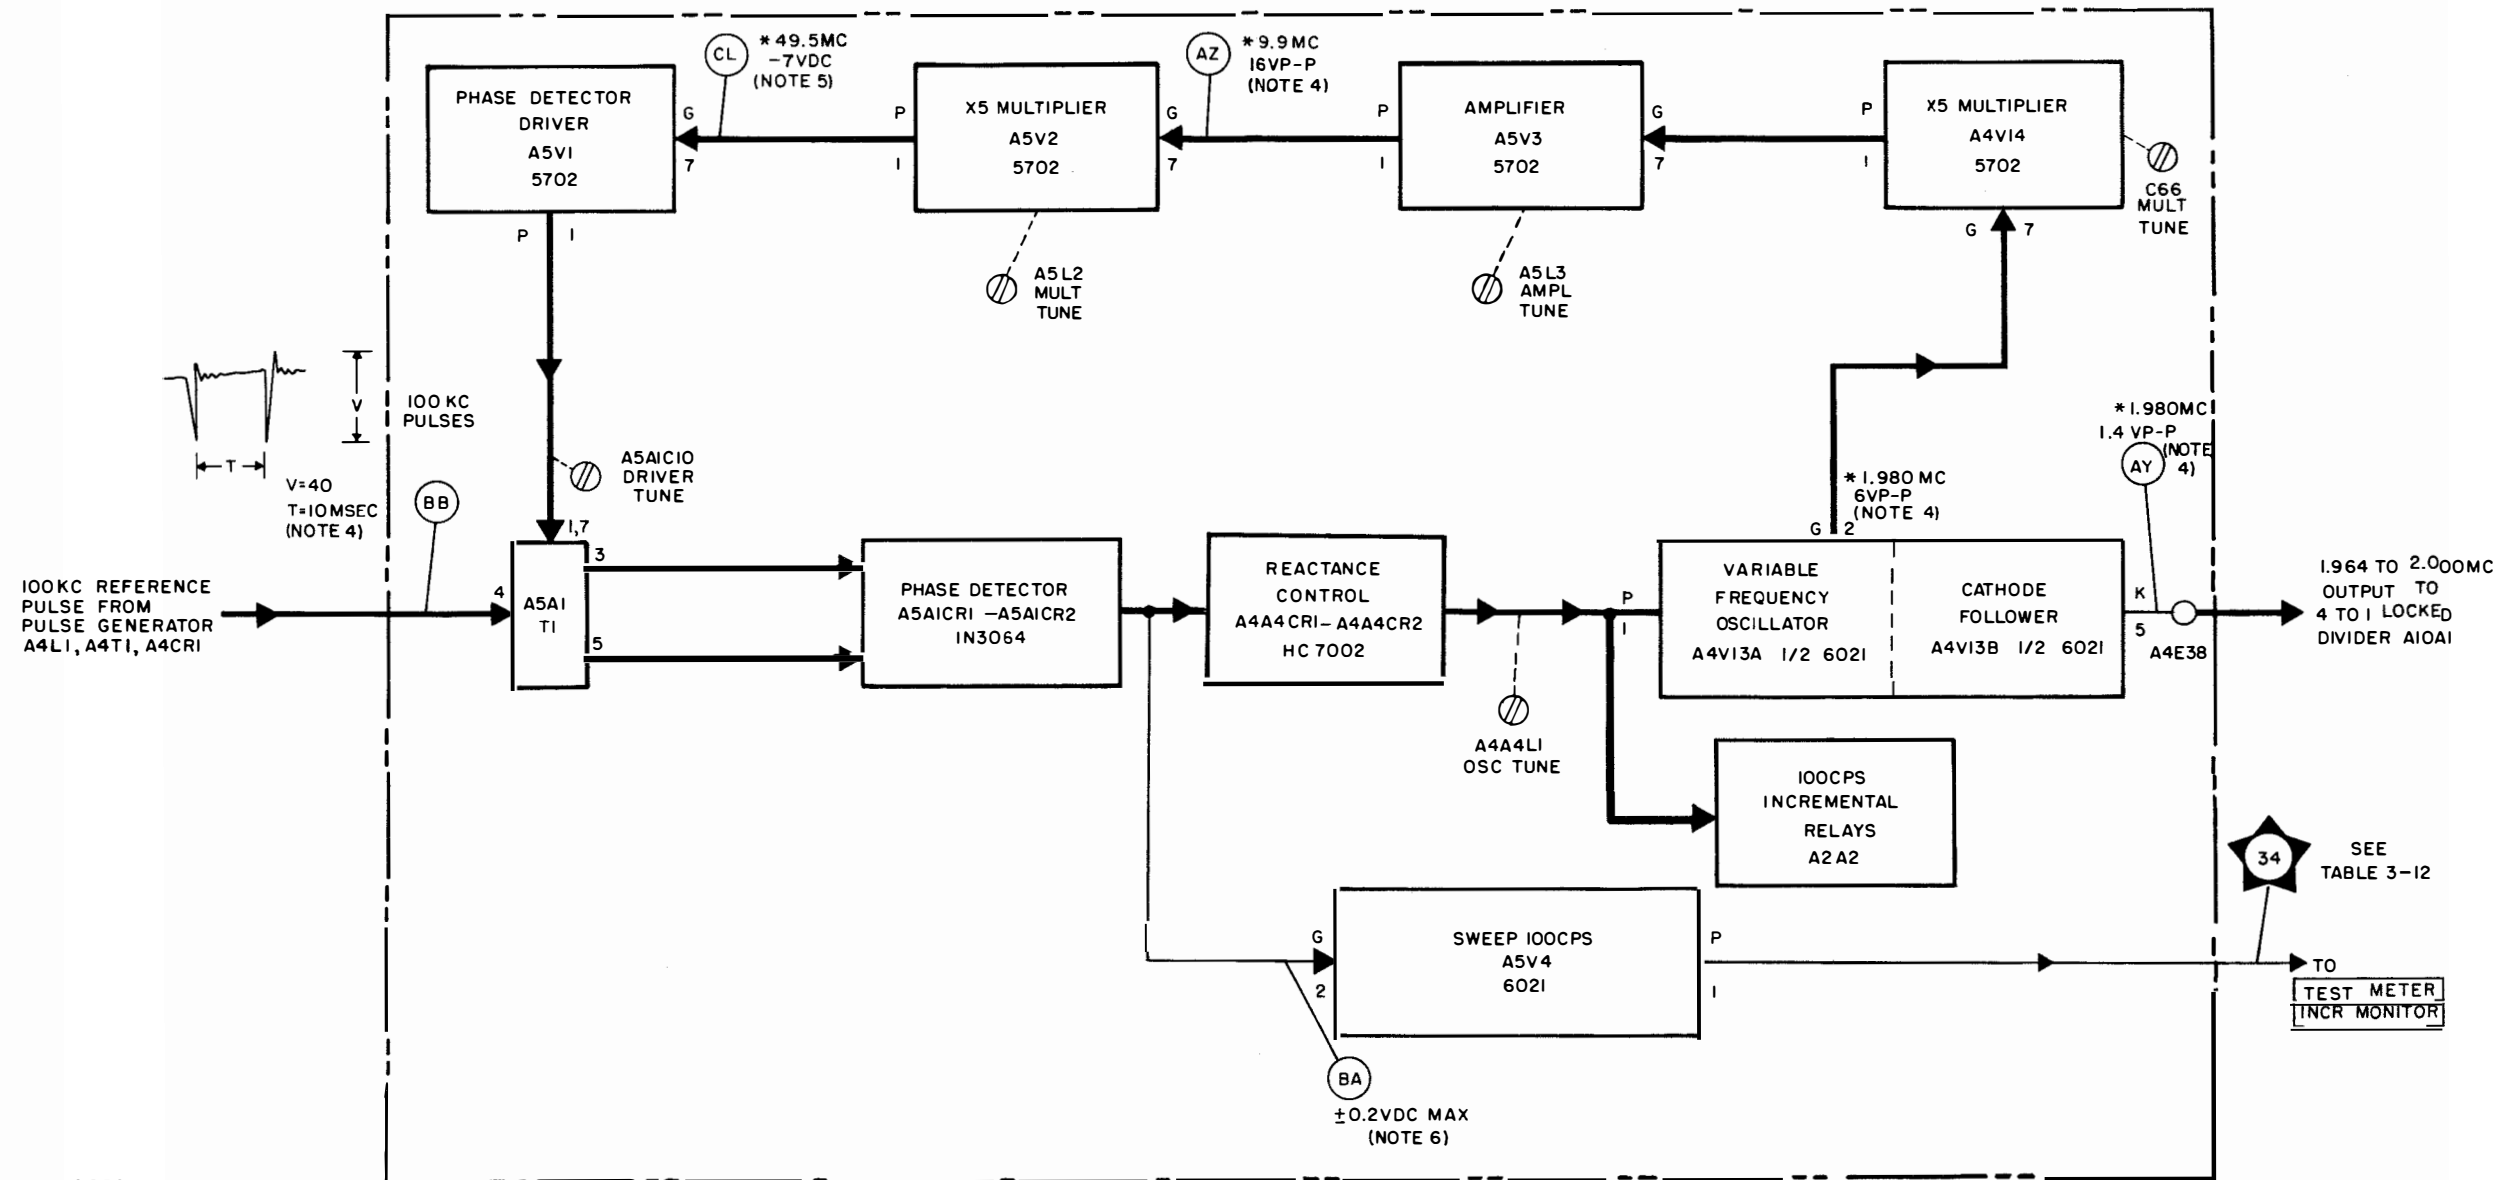 CL
* 49.5MC
-7VDC
(NOTE 5)
AZ
* 9.9MC
16VP-P
(NOTE 4)
PHASE DETECTOR
DRIVER
A5V1
5702
G
7
P
1
X5 MULTIPLIER
A5V2
5702
G
7
P
1
AMPLIFIER
A5V3
5702
G
7
P
1
X5 MULTIPLIER
A4V14
5702
C66
MULT
TUNE
P
1
A5L2
MULT
TUNE
A5L3
AMPL
TUNE
G
7
V
T
100 KC
PULSES
V=40
T=10MSEC
(NOTE 4)
BB
A5A1C10
DRIVER
TUNE
* 1.980MC
1.4 VP-P
(NOTE
4)
AY
* 1.980 MC
6VP-P
(NOTE 4)
G
2
100KC REFERENCE
PULSE FROM
PULSE GENERATOR
A4L1, A4T1, A4CR1
4
1,7
A5A1
T1
3
5
PHASE DETECTOR
A5A1CR1 -A5A1CR2
1N3064
REACTANCE
CONTROL
A4A4CR1- A4A4CR2
HC 7002
P
1
VARIABLE
FREQUENCY
OSCILLATOR
A4V13A 1/2 6021
CATHODE
FOLLOWER
A4V13B 1/2 6021
K
5
A4E38
1.964 TO 2.000MC
OUTPUT TO
4 TO 1 LOCKED
DIVIDER A10A1
A4A4L1
OSC TUNE
100CPS
INCREMENTAL
RELAYS
A2A2
34
SEE
TABLE 3-12
G
2
SWEEP 100CPS
A5V4
6021
P
1
TO
TEST METER
INCR MONITOR
BA
±0.2VDC MAX
(NOTE 6)